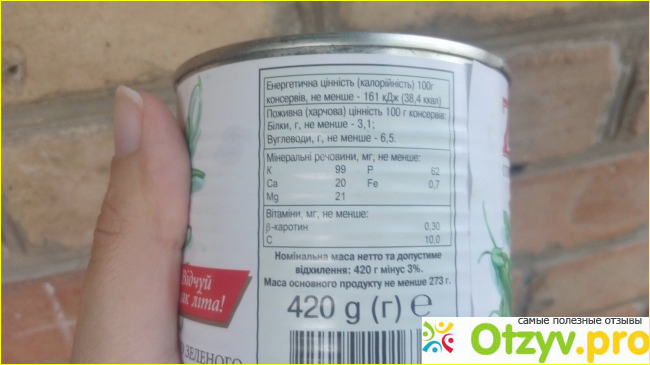 Енергетична цінність (калорійність) 100г
консервів, не менше - 161 кДж (38,4 ккал)
Поживна (харчова) цінність 100 г консервів:
Білки, г, не менше - 3,1;
Вуглеводи, г, не менше - 6,5.
Мінеральні речовини, мг, не менше:
K 99 P 62
Ca 20 Fe 0,7
Mg 21
Вітаміни, мг, не менше:
β-каротин 0,30
C 10,0
Номінальна маса нетто та допустиме
відхилення: 420 г мінус 3%.
Маса основного продукту не менше 273 г.
420 g (г) ℮
Відчуй
літа!
ЗЕЛЕНОГО
самые полезные отзывы
Otzyv.pro